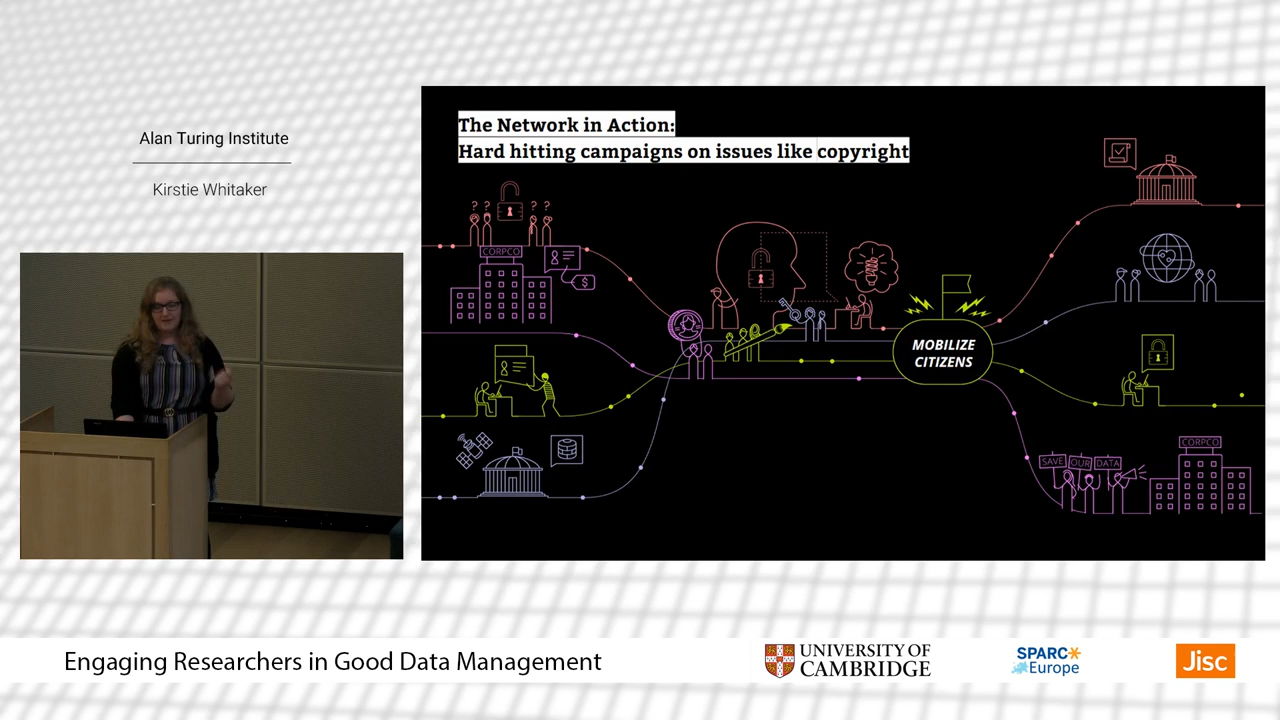 Alan Turing Institute
Kirstie Whitaker
The Network in Action:
Hard hitting campaigns on issues like copyright
? ? ? ?
CORPCO
$
MOBILIZE
CITIZENS
SAVE OUR DATA
CORPCO
Engaging Researchers in Good Data Management
UNIVERSITY OF
CAMBRIDGE
SPARC
Europe
Jisc